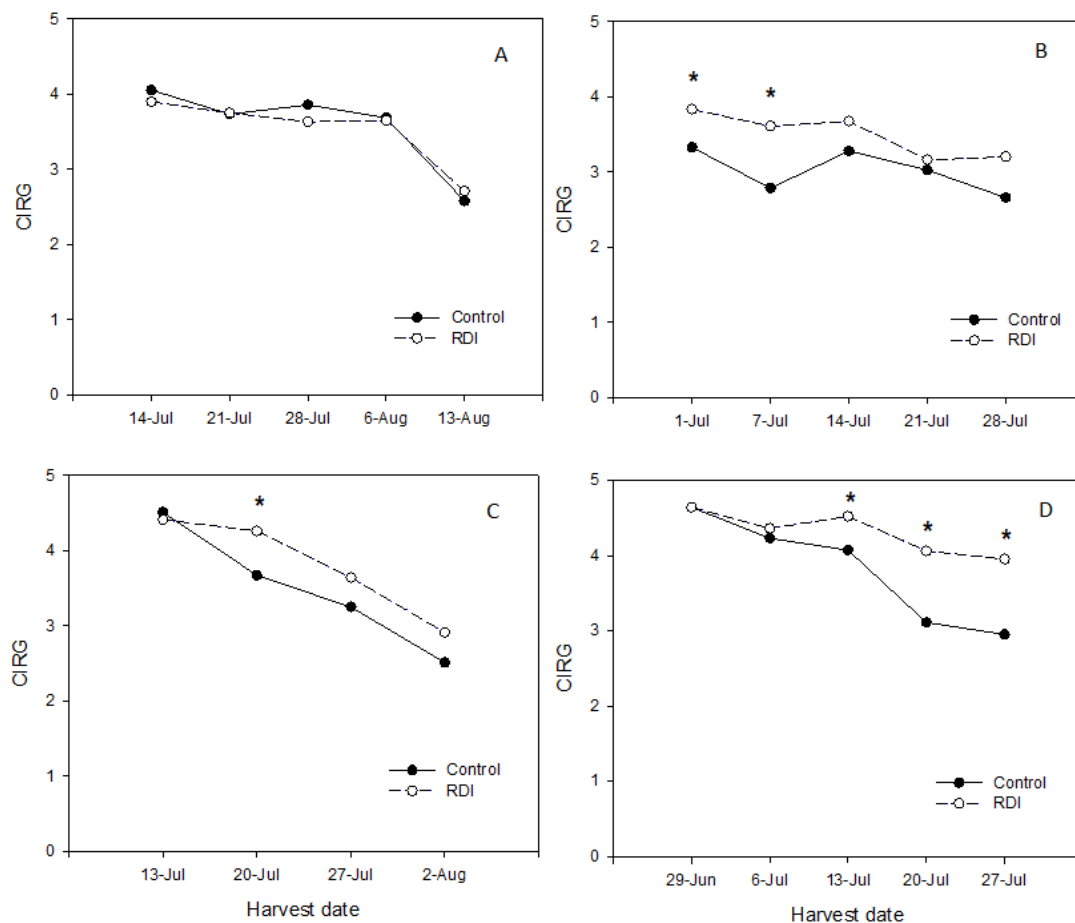 A
5
4
3
2
1
0
CIRG
Control
RDI
14-Jul 21-Jul 28-Jul 6-Aug 13-Aug
B
5
4
3
2
1
0
CIRG
* *
Control
RDI
1-Jul 7-Jul 14-Jul 21-Jul 28-Jul
C
5
4
3
2
1
0
CIRG
*
Control
RDI
13-Jul 20-Jul 27-Jul 2-Aug
Harvest date
D
5
4
3
2
1
0
CIRG
* * *
Control
RDI
29-Jun 6-Jul 13-Jul 20-Jul 27-Jul
Harvest date